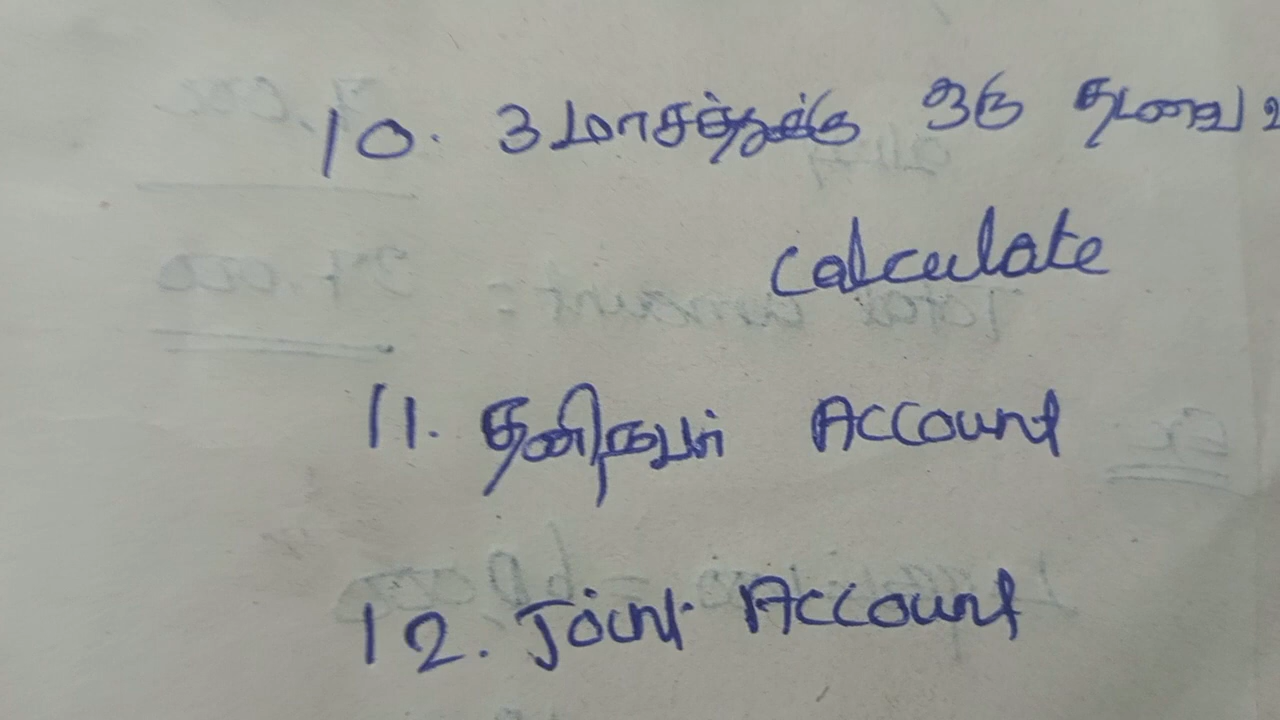 10. 3 மாசத்துக்கு ஒரு தடவை
calculate
11. தனிநபர் Account
12. Joint Account